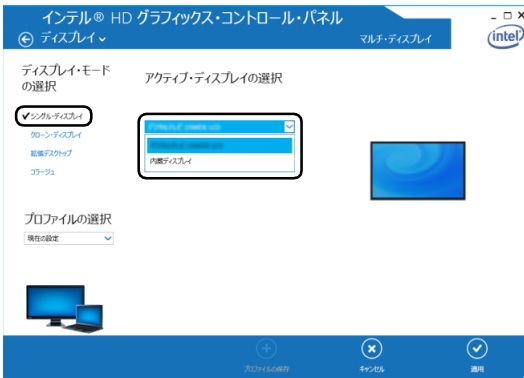 インテル® HD グラフィックス・コントロール・パネル
ディスプレイ
マルチ・ディスプレイ
intel
ディスプレイ・モード
の選択
アクティブ・ディスプレイの選択
シングル・ディスプレイ
クローン・ディスプレイ
拡張デスクトップ
コラージュ
内蔵ディスプレイ
プロファイルの選択
現在の設定
プロファイルの保存
キャンセル
適用